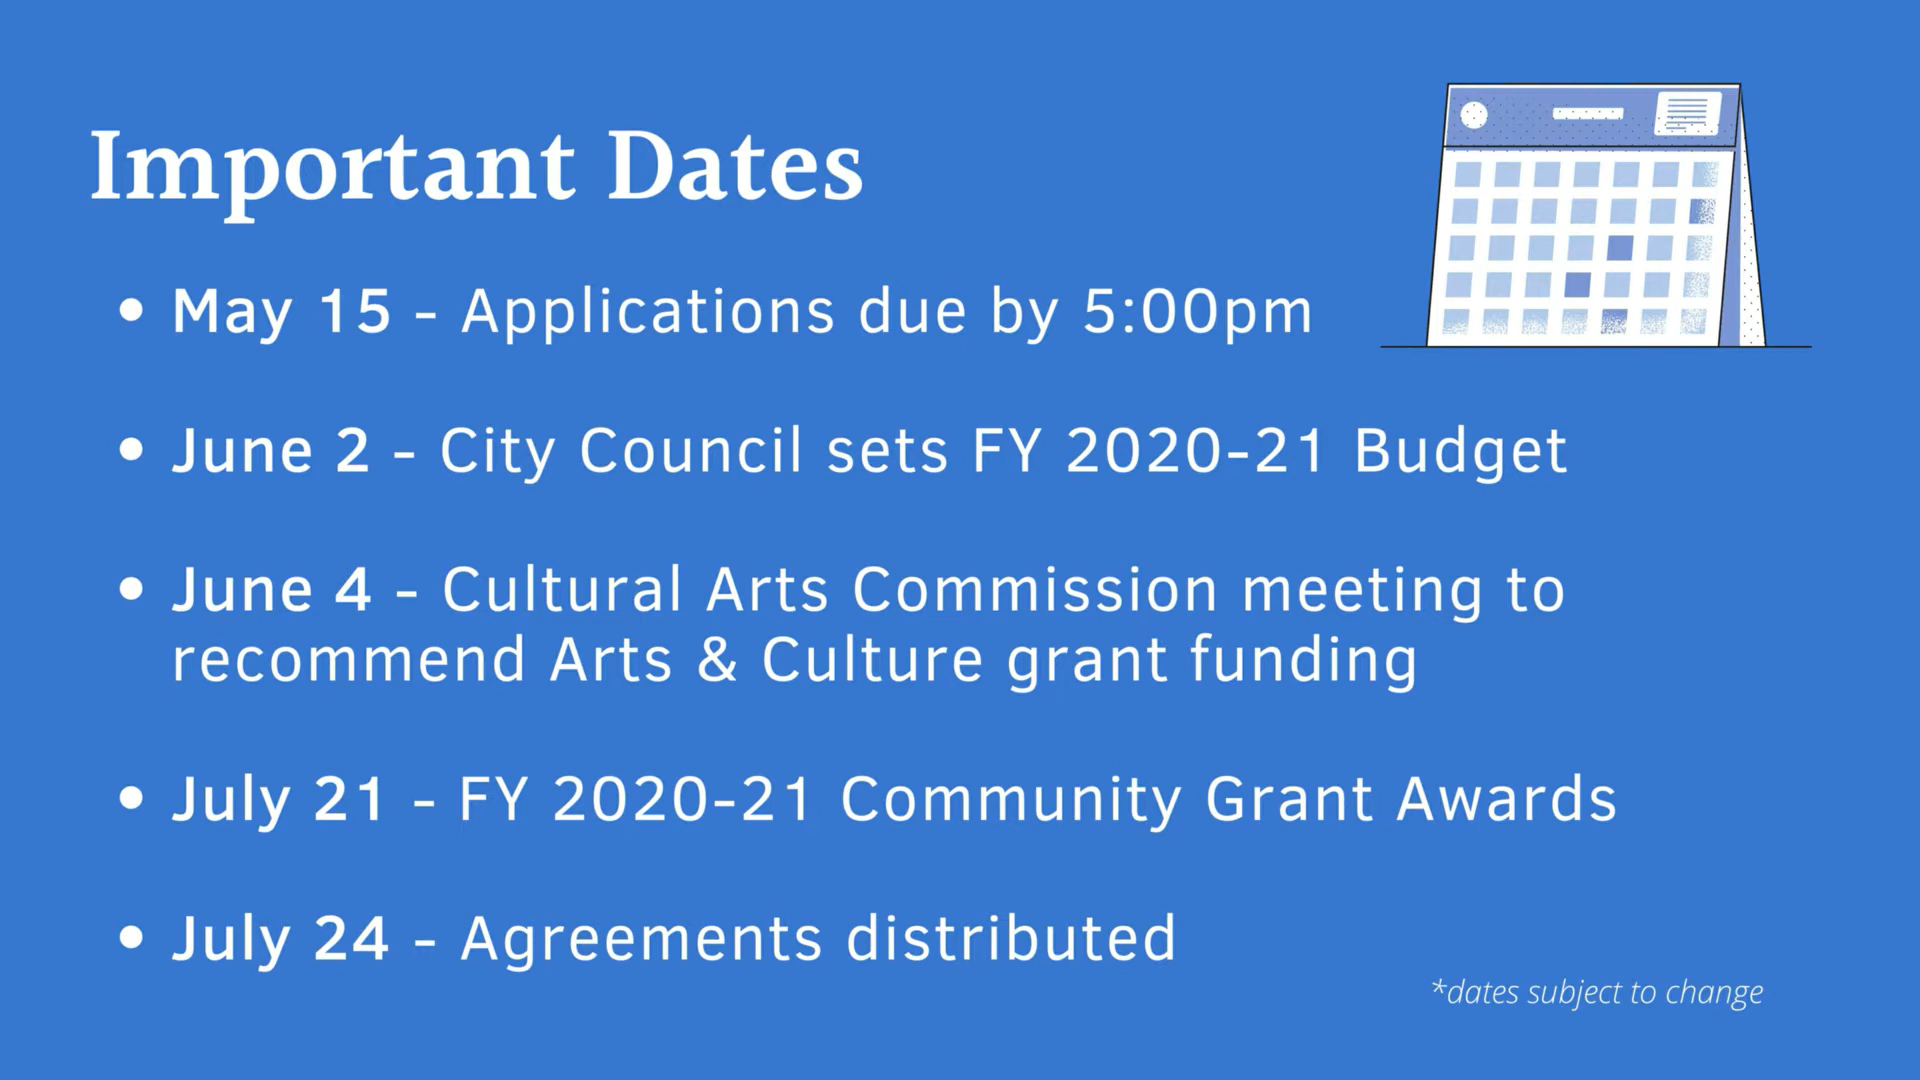 Important Dates
• May 15 - Applications due by 5:00pm
• June 2 - City Council sets FY 2020-21 Budget
• June 4 - Cultural Arts Commission meeting to
recommend Arts & Culture grant funding
• July 21 - FY 2020-21 Community Grant Awards
• July 24 - Agreements distributed
*dates subject to change